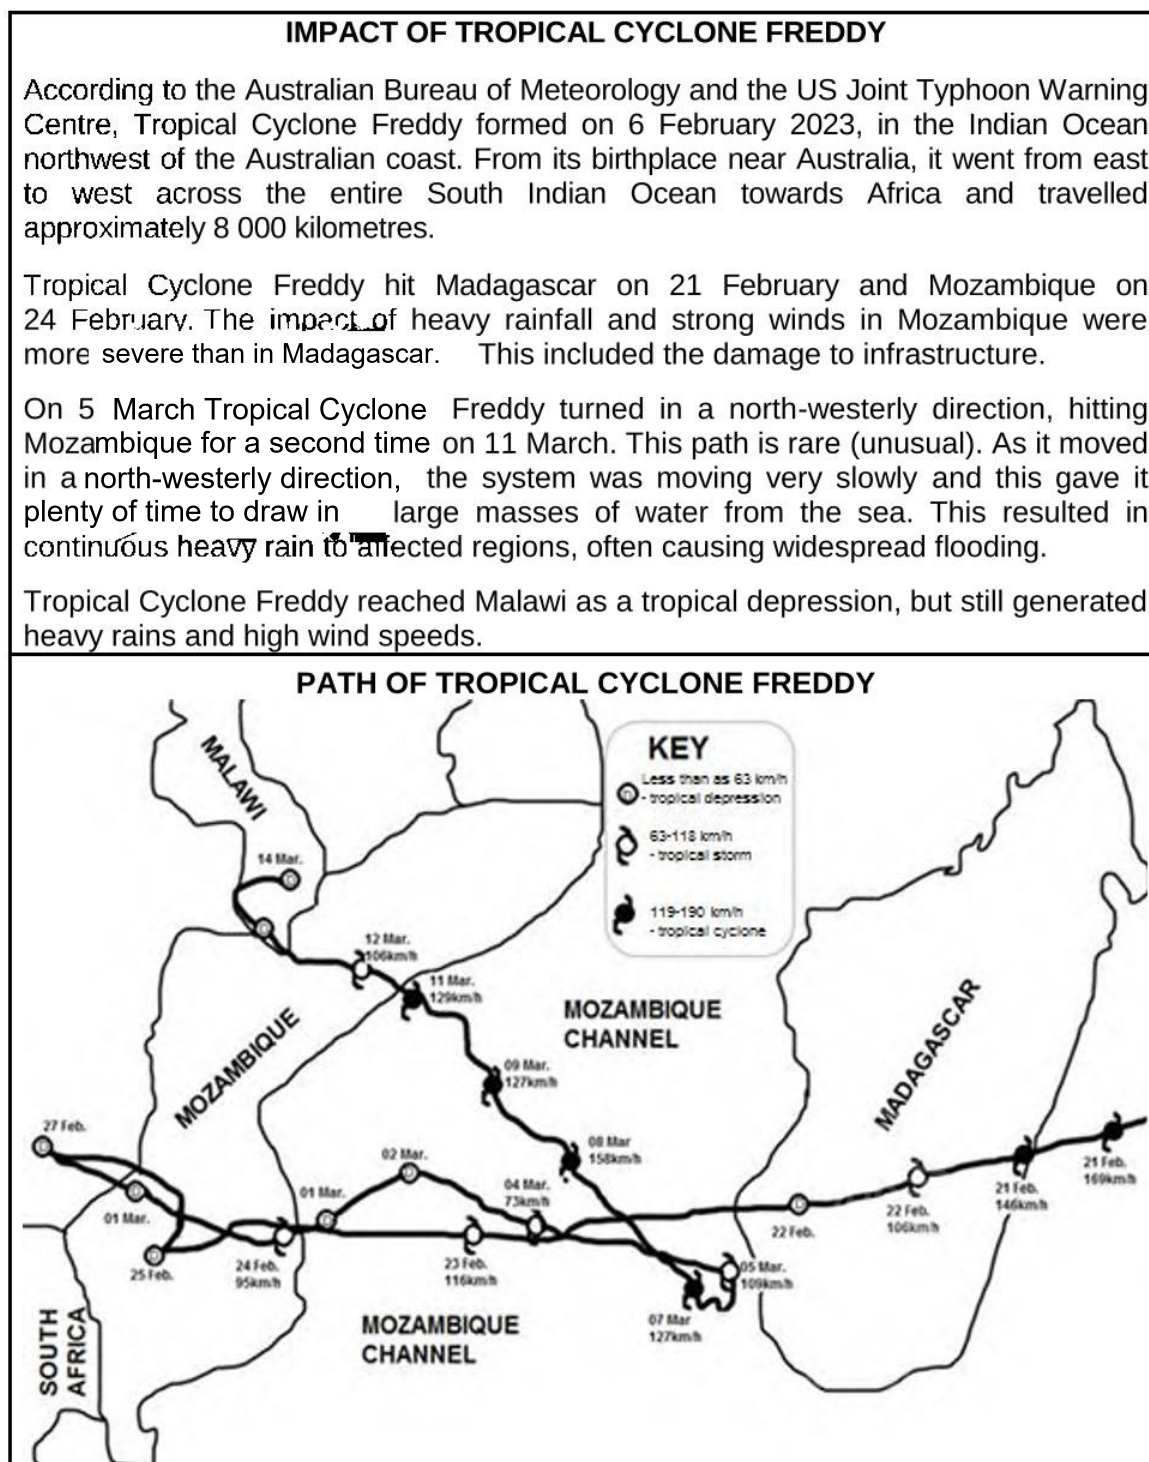 IMPACT OF TROPICAL CYCLONE FREDDY
According to the Australian Bureau of Meteorology and the US Joint Typhoon Warning
Centre, Tropical Cyclone Freddy formed on 6 February 2023, in the Indian Ocean
northwest of the Australian coast. From its birthplace near Australia, it went from east
to west across the entire South Indian Ocean towards Africa and travelled
approximately 8 000 kilometres.
Tropical Cyclone Freddy hit Madagascar on 21 February and Mozambique on
24 February. The impact of heavy rainfall and strong winds in Mozambique were
more severe than in Madagascar. This included the damage to infrastructure.
On 5 March Tropical Cyclone Freddy turned in a north-westerly direction, hitting
Mozambique for a second time on 11 March. This path is rare (unusual). As it moved
in a north-westerly direction, the system was moving very slowly and this gave it
plenty of time to draw in large masses of water from the sea. This resulted in
continuous heavy rain to affected regions, often causing widespread flooding.
Tropical Cyclone Freddy reached Malawi as a tropical depression, but still generated
heavy rains and high wind speeds.
PATH OF TROPICAL CYCLONE FREDDY
KEY
Less than as 63 km/h
- tropical depression
63-118 km/h
- tropical storm
119-190 km/h
- tropical cyclone
MALAWI
14 Mar.
12 Mar.
106km/h
11 Mar.
129km/h
MOZAMBIQUE
CHANNEL
MADAGASCAR
MOZAMBIQUE
09 Mar.
127km/h
27 Feb.
08 Mar
158km/h
02 Mar.
04 Mar.
73km/h
01 Mar.
01 Mar.
21 Feb.
169km/h
21 Feb.
146km/h
22 Feb.
106km/h
22 Feb.
25 Feb.
24 Feb.
95km/h
23 Feb.
116km/h
05 Mar.
109km/h
07 Mar
127km/h
MOZAMBIQUE
CHANNEL
SOUTH
AFRICA